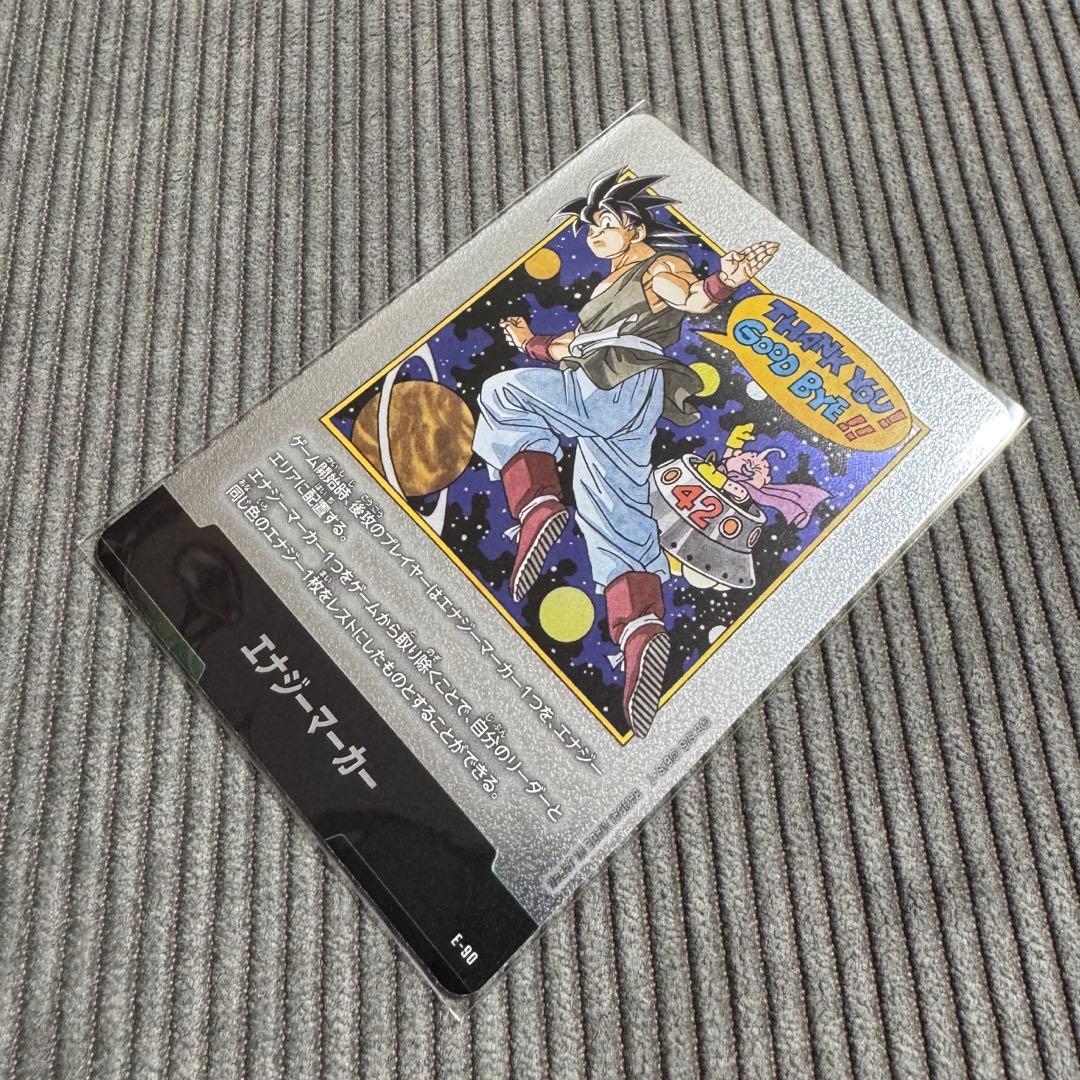 THANK YOU!
GOOD BYE!!
42
ゲーム開始時、後攻のプレイヤーはエナジーマーカー1つを、エナジー
エリアに配置する。
エナジーマーカー1つをゲームから取り除くことで、自分のリーダーと
同じ色のエナジー1枚をレストにしたものとすることができる。
エナジーマーカー
E-90